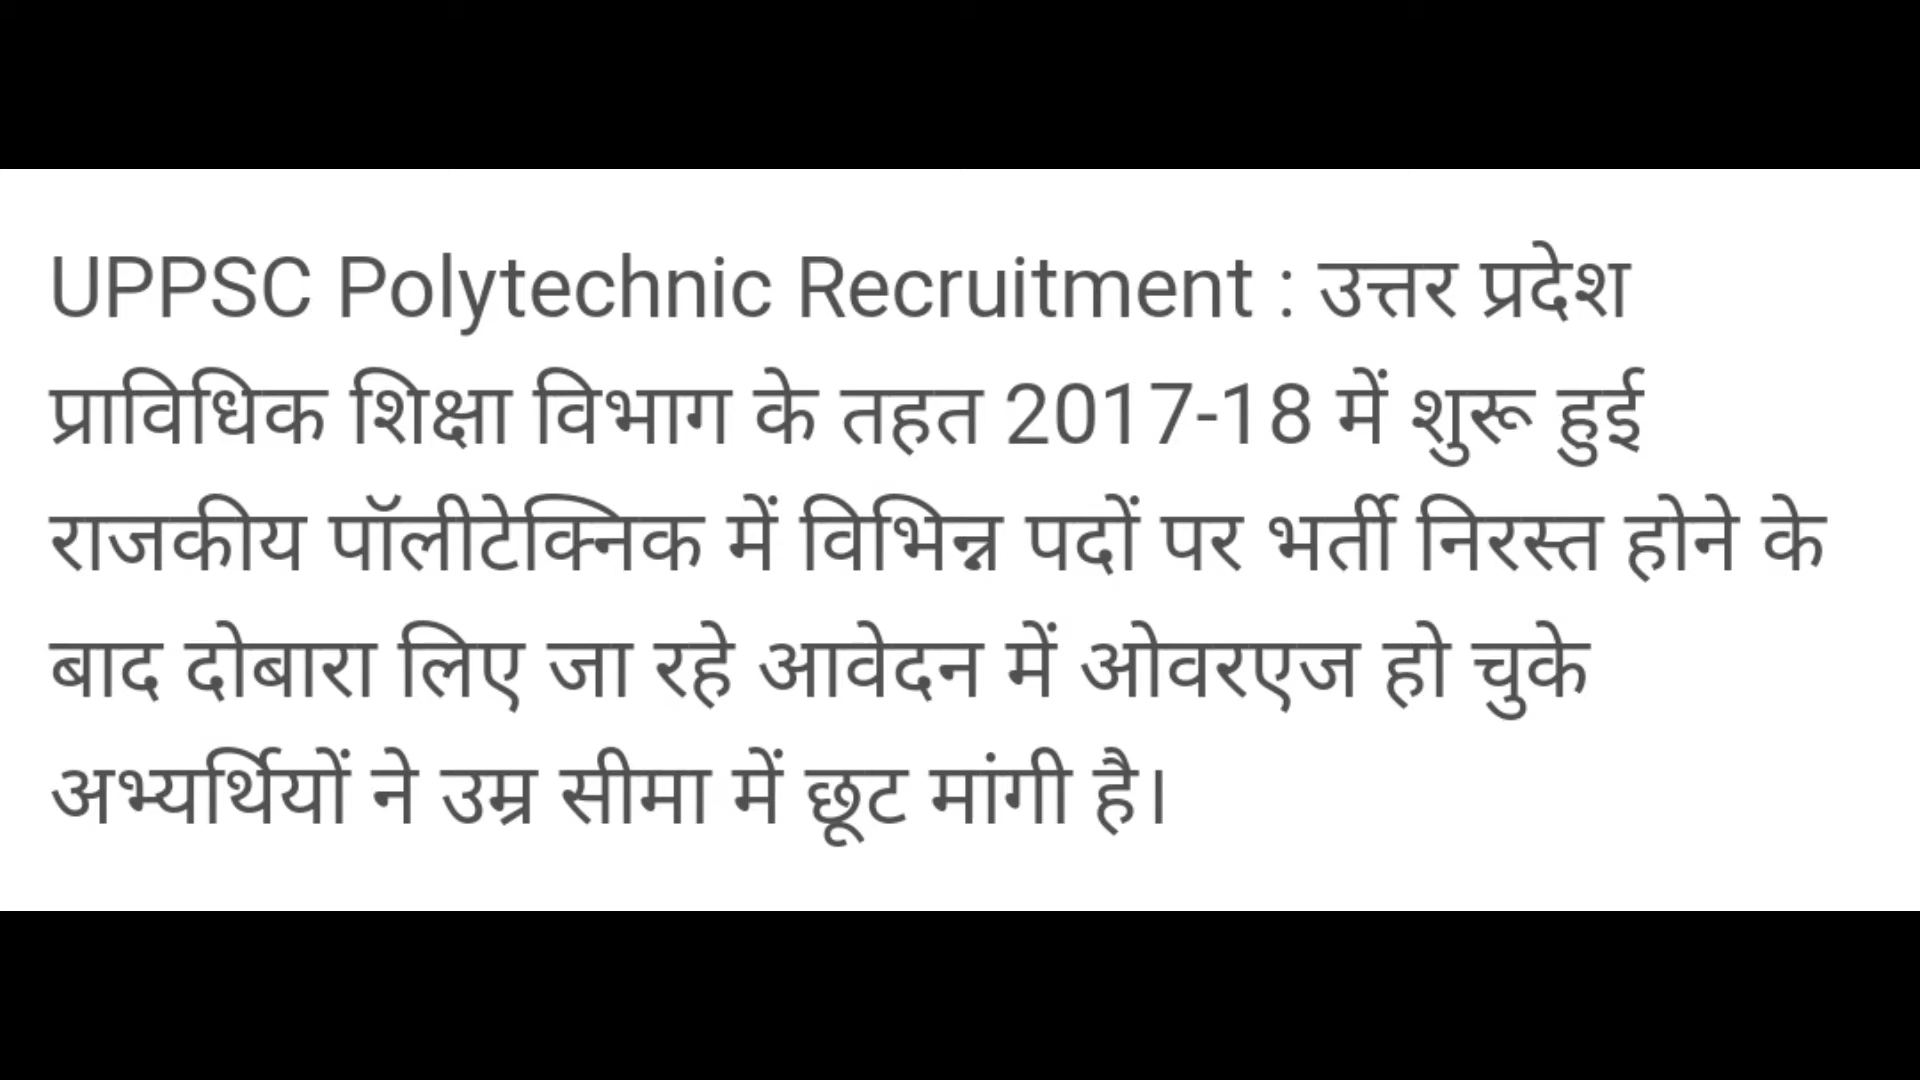 UPPSC Polytechnic Recruitment : उत्तर प्रदेश
प्राविधिक शिक्षा विभाग के तहत 2017-18 में शुरू हुई
राजकीय पॉलीटेक्निक में विभिन्न पदों पर भर्ती निरस्त होने के
बाद दोबारा लिए जा रहे आवेदन में ओवरएज हो चुके
अभ्यर्थियों ने उम्र सीमा में छूट मांगी है।